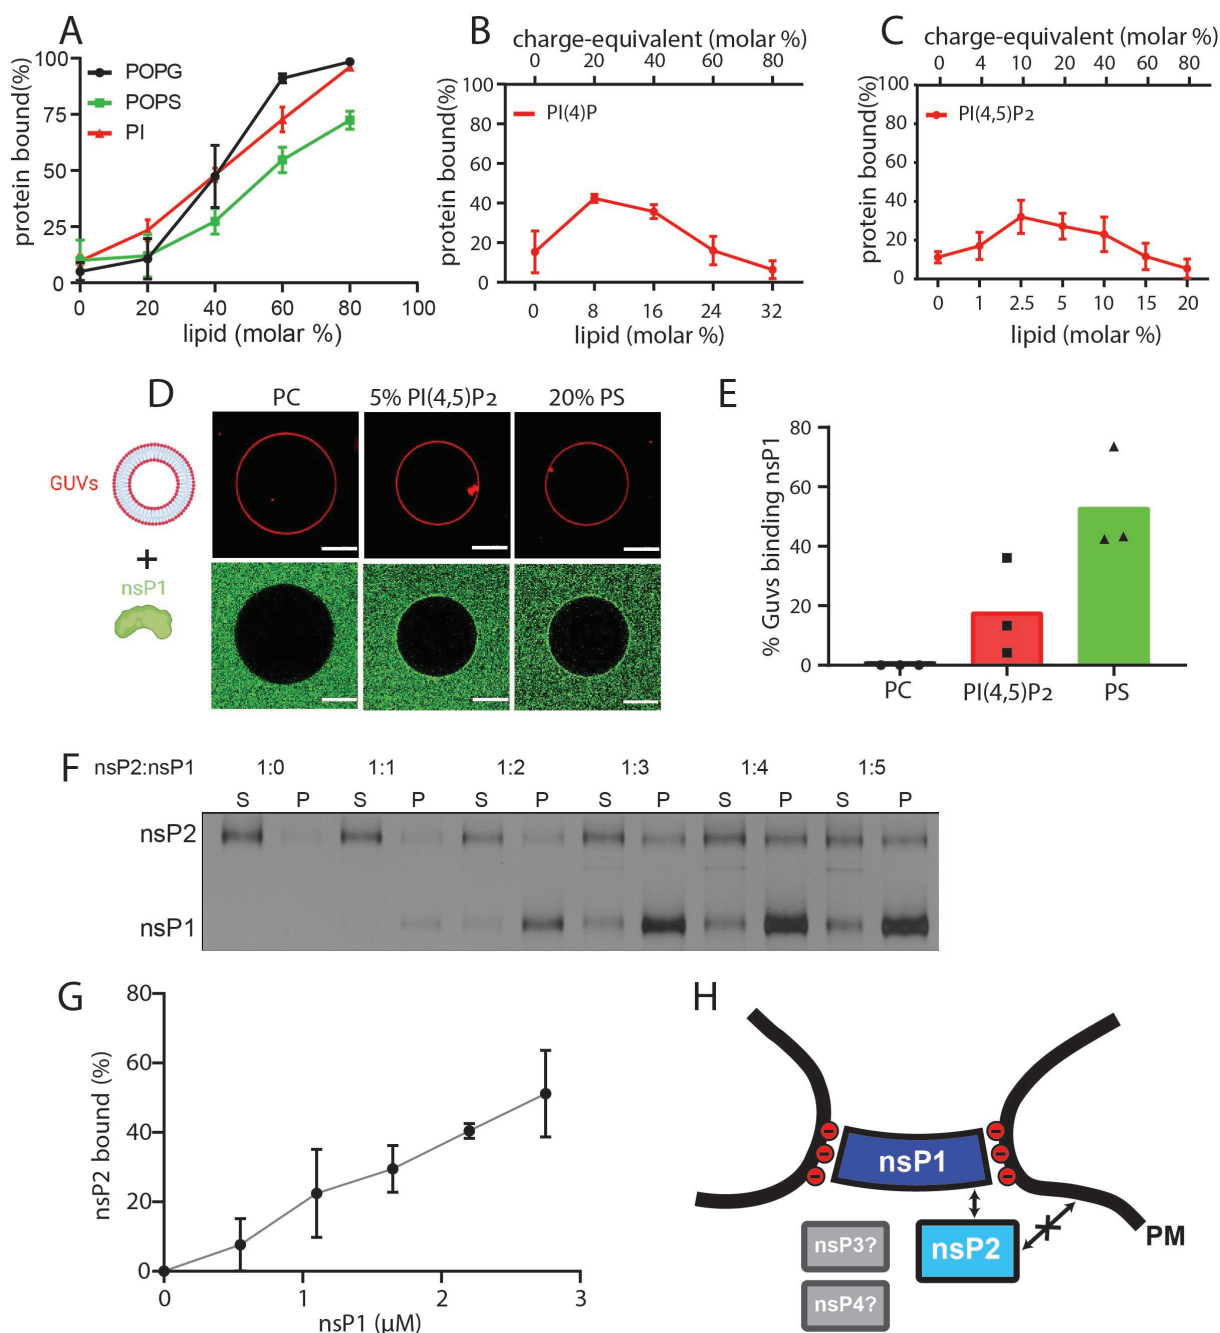 A
protein bound(%)
100
75
50
25
0
POPG
POPS
PI
0 20 40 60 80 100
lipid (molar %)
B
charge-equivalent (molar %)
0 20 40 60 80
protein bound(%)
100
80
60
40
20
0
PI(4)P
0 8 16 24 32
lipid (molar %)
C
charge-equivalent (molar %)
0 4 10 20 40 60 80
protein bound(%)
100
80
60
40
20
0
PI(4,5)P2
0 1 2.5 5 10 15 20
lipid (molar %)
D
PC 5% PI(4,5)P2 20% PS
GUVs
+
nsP1
E
% Guvs binding nsP1
80
60
40
20
0
PC PI(4,5)P2 PS
F
nsP2:nsP1 1:0 1:1 1:2 1:3 1:4 1:5
S P S P S P S P S P S P
nsP2
nsP1
G
nsP2 bound (%)
80
60
40
20
0
0 1 2 3
nsP1 (µM)
H
nsP1
nsP3?
nsP2
nsP4?
PM